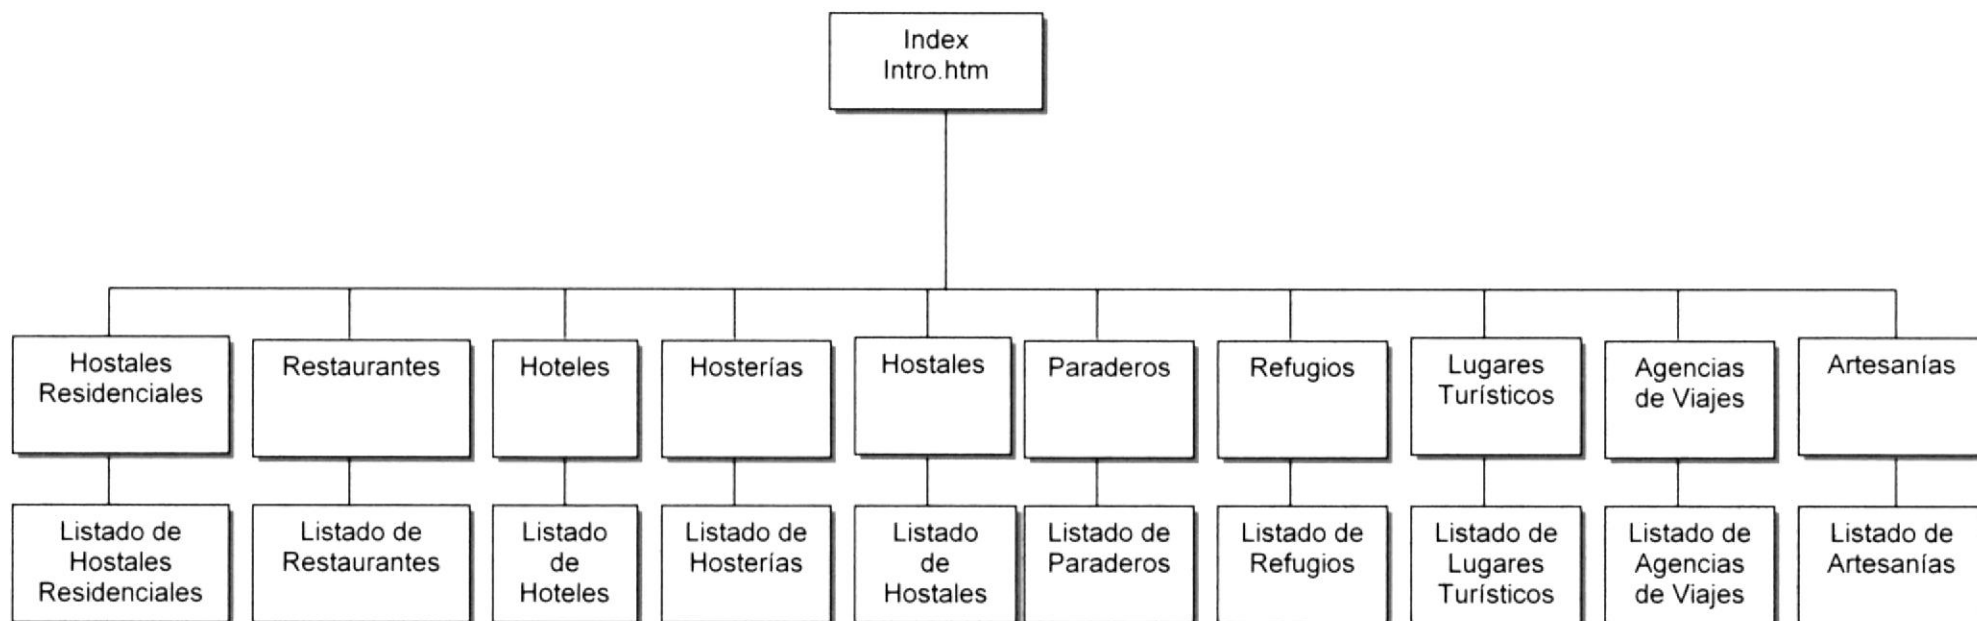 Index
Intro.htm
Hostales
Residenciales
Restaurantes
Hoteles
Hosterías
Hostales
Paraderos
Refugios
Lugares
Turísticos
Agencias
de Viajes
Artesanías
Listado de
Hostales
Residenciales
Listado de
Restaurantes
Listado
de
Hoteles
Listado de
Hosterías
Listado
de
Hostales
Listado de
Paraderos
Listado de
Refugios
Listado de
Lugares
Turísticos
Listado de
Agencias
de Viajes
Listado de
Artesanías